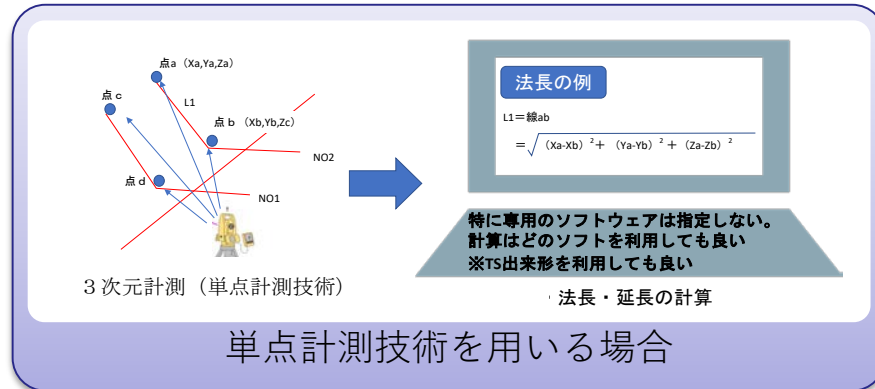 点a（Xa,Ya,Za）
点c
L1
点b（Xb,Yb,Zc）
NO2
点d
NO1
３次元計測（単点計測技術）
法長の例
L1＝線ab
＝√（Xa-Xb）²＋（Ya-Yb）²＋（Za-Zb）²
特に専用のソフトウェアは指定しない。
計算はどのソフトを利用しても良い
※TS出来形を利用しても良い
・法長・延長の計算
単点計測技術を用いる場合